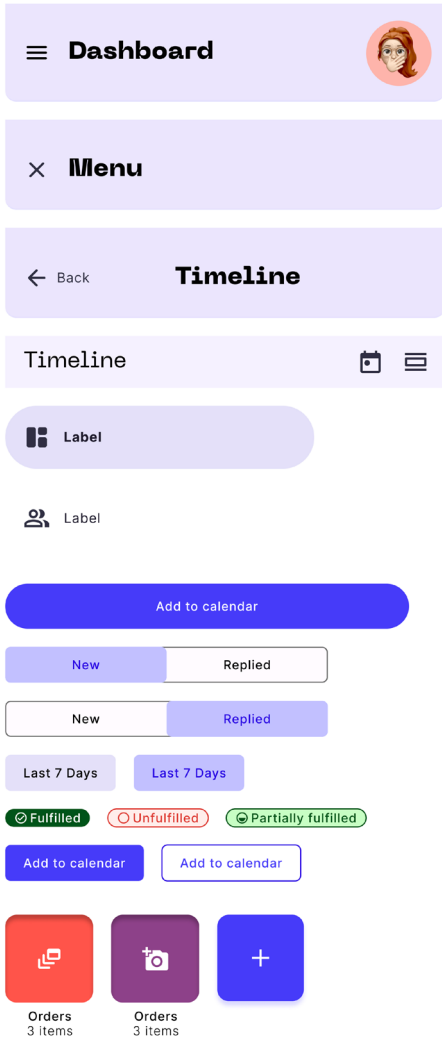 Dashboard
Menu
Back
Timeline
Timeline
Label
Label
Add to calendar
New Replied
New Replied
Last 7 Days Last 7 Days
Fulfilled Unfulfilled Partially fulfilled
Add to calendar Add to calendar
Orders Orders
3 items 3 items